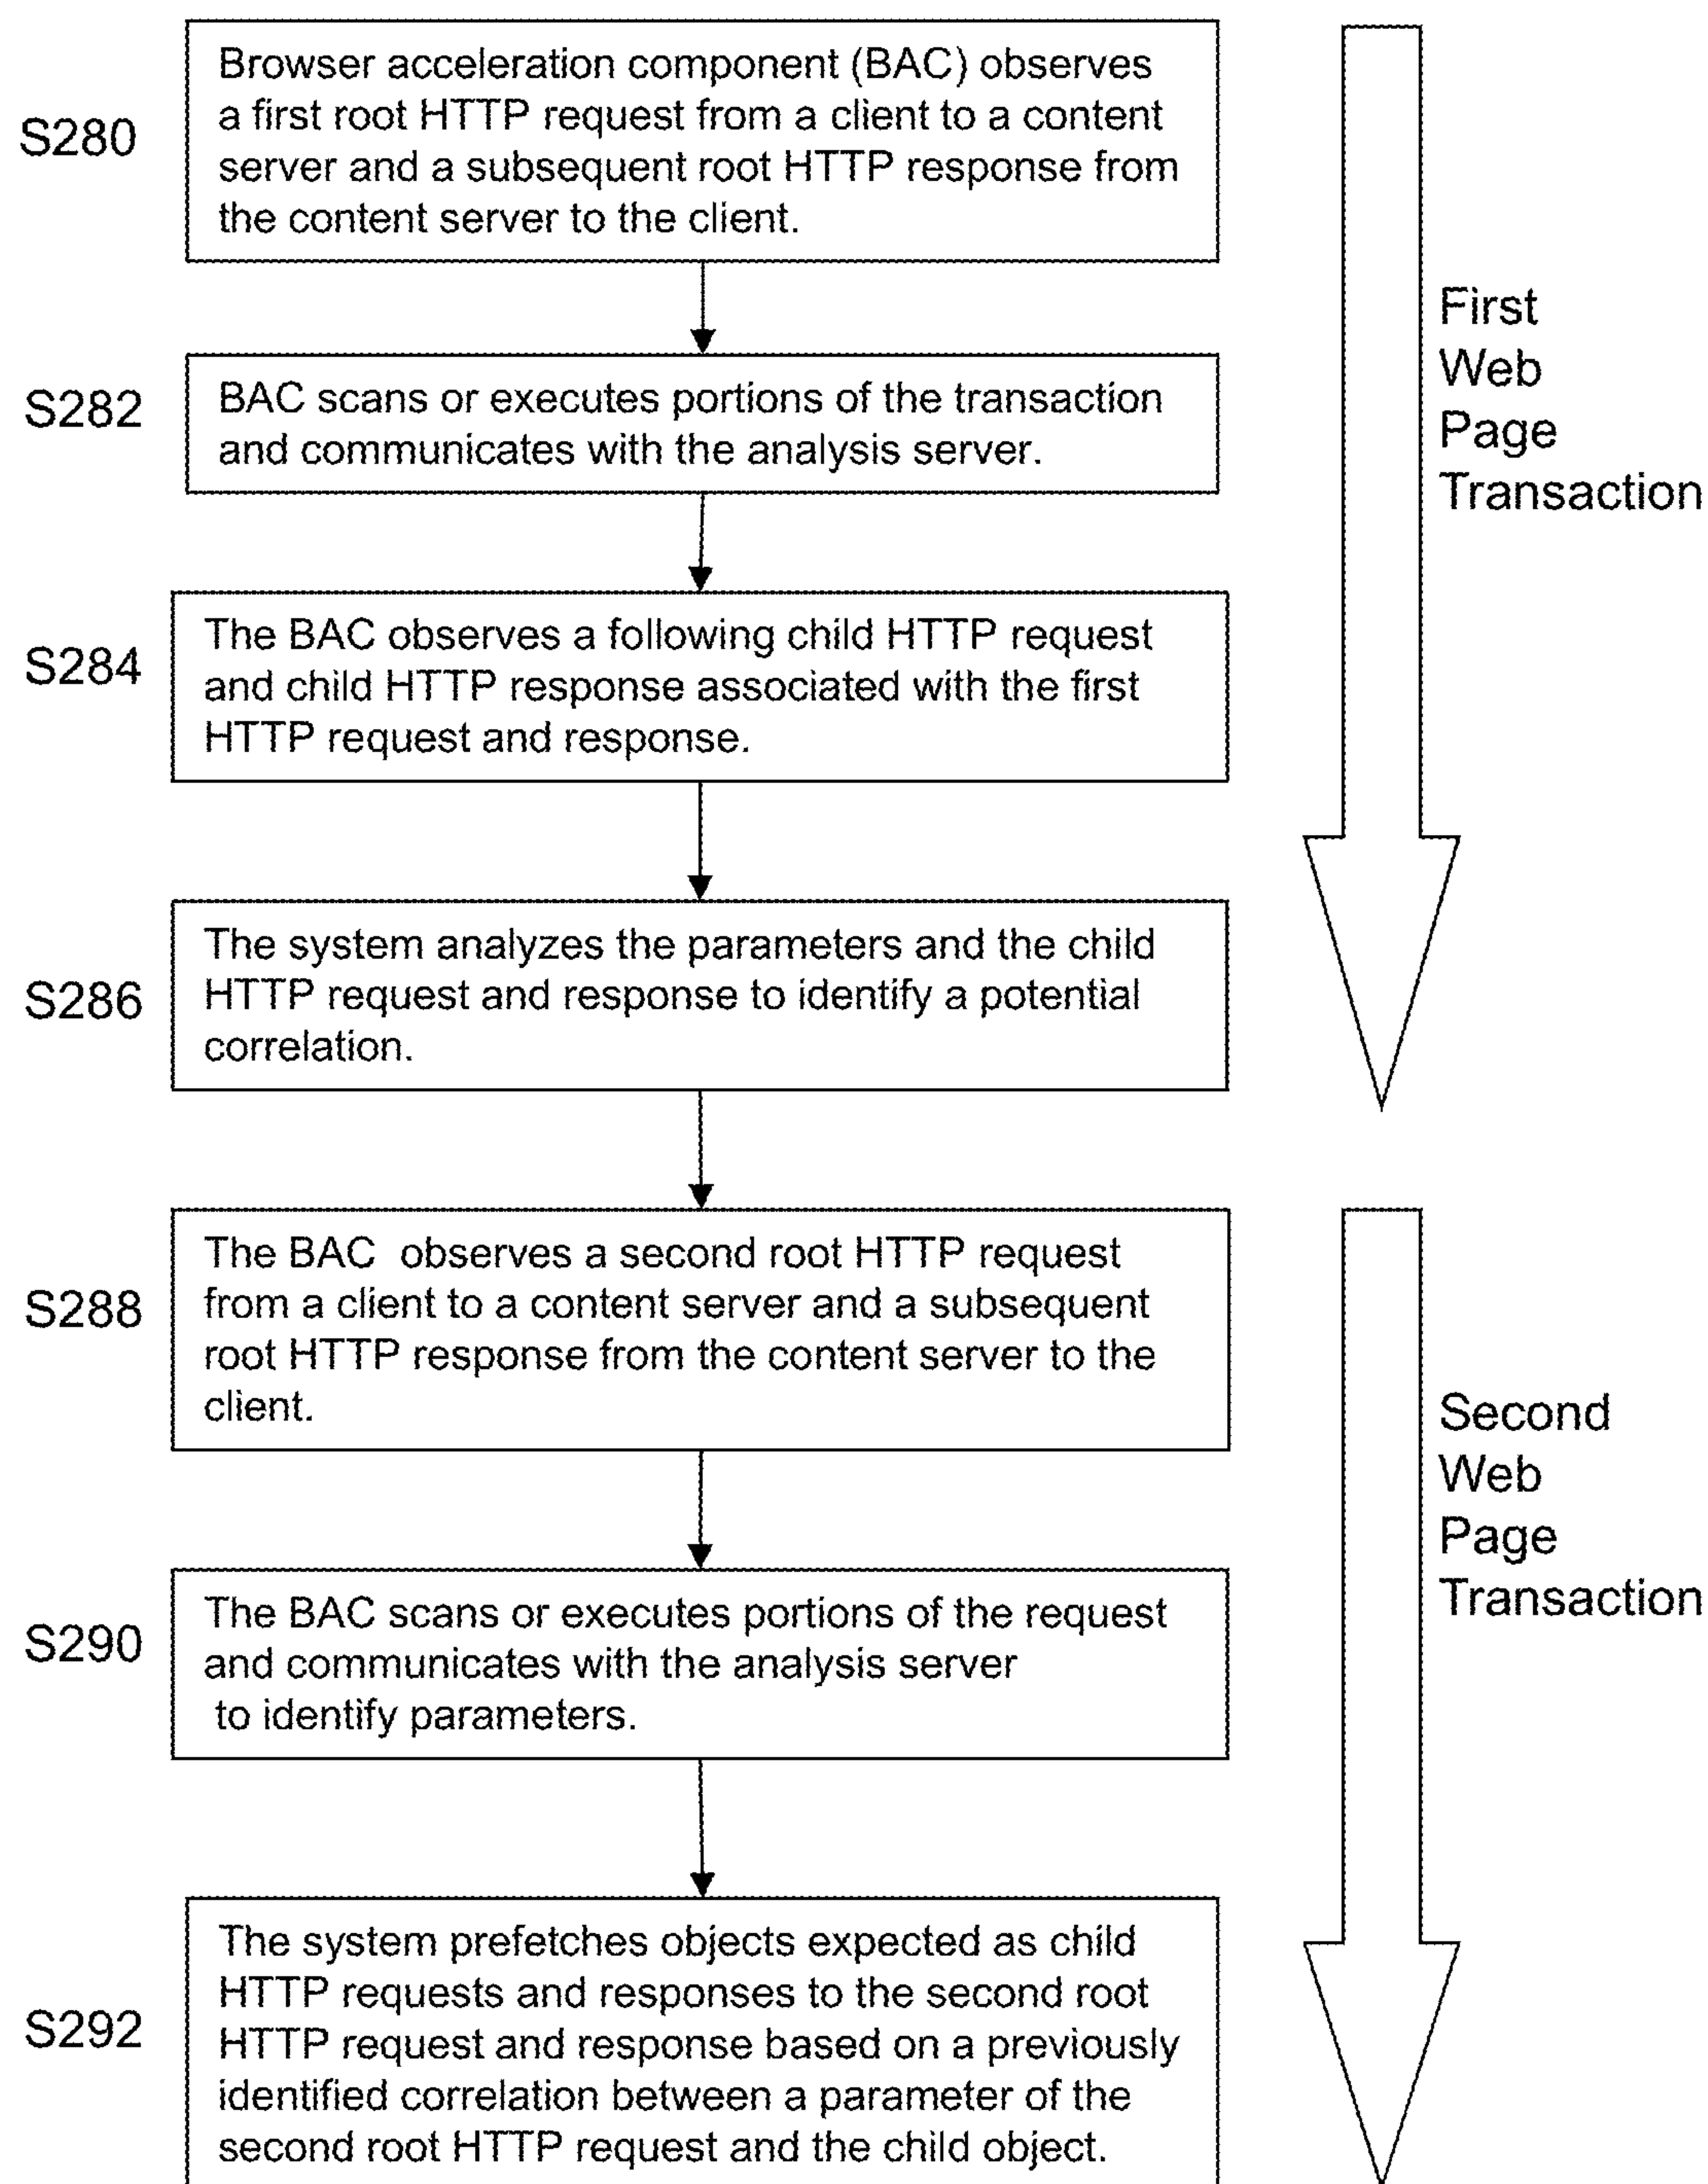 S280
Browser acceleration component (BAC) observes
a first root HTTP request from a client to a content
server and a subsequent root HTTP response from
the content server to the client.
First
Web
Page
Transaction
S282
BAC scans or executes portions of the transaction
and communicates with the analysis server.
S284
The BAC observes a following child HTTP request
and child HTTP response associated with the first
HTTP request and response.
S286
The system analyzes the parameters and the child
HTTP request and response to identify a potential
correlation.
S288
The BAC observes a second root HTTP request
from a client to a content server and a subsequent
root HTTP response from the content server to the
client.
Second
Web
Page
Transaction
S290
The BAC scans or executes portions of the request
and communicates with the analysis server
to identify parameters.
S292
The system prefetches objects expected as child
HTTP requests and responses to the second root
HTTP request and response based on a previously
identified correlation between a parameter of the
second root HTTP request and the child object.